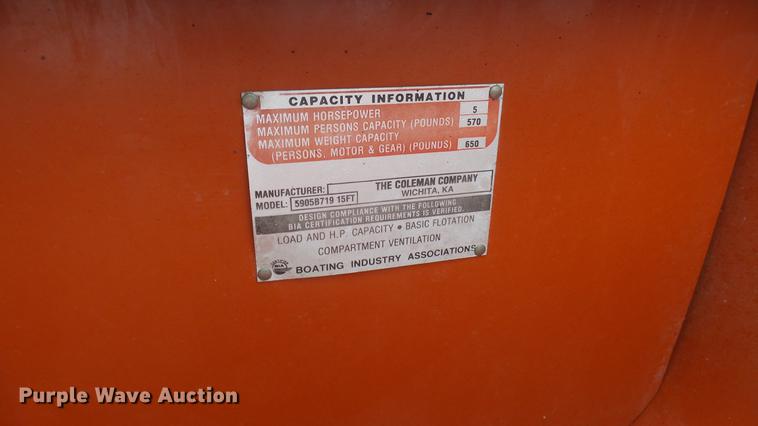 CAPACITY INFORMATION
MAXIMUM HORSEPOWER 5
MAXIMUM PERSONS CAPACITY (POUNDS) 570
MAXIMUM WEIGHT CAPACITY
(PERSONS, MOTOR & GEAR) (POUNDS) 650
MANUFACTURER: THE COLEMAN COMPANY
WICHITA, KA
MODEL: 5905B719 15FT
DESIGN COMPLIANCE WITH THE FOLLOWING
BIA CERTIFICATION REQUIREMENTS IS VERIFIED.
LOAD AND H.P. CAPACITY • BASIC FLOTATION
COMPARTMENT VENTILATION
BIA
BOATING INDUSTRY ASSOCIATIONS
Purple Wave Auction®